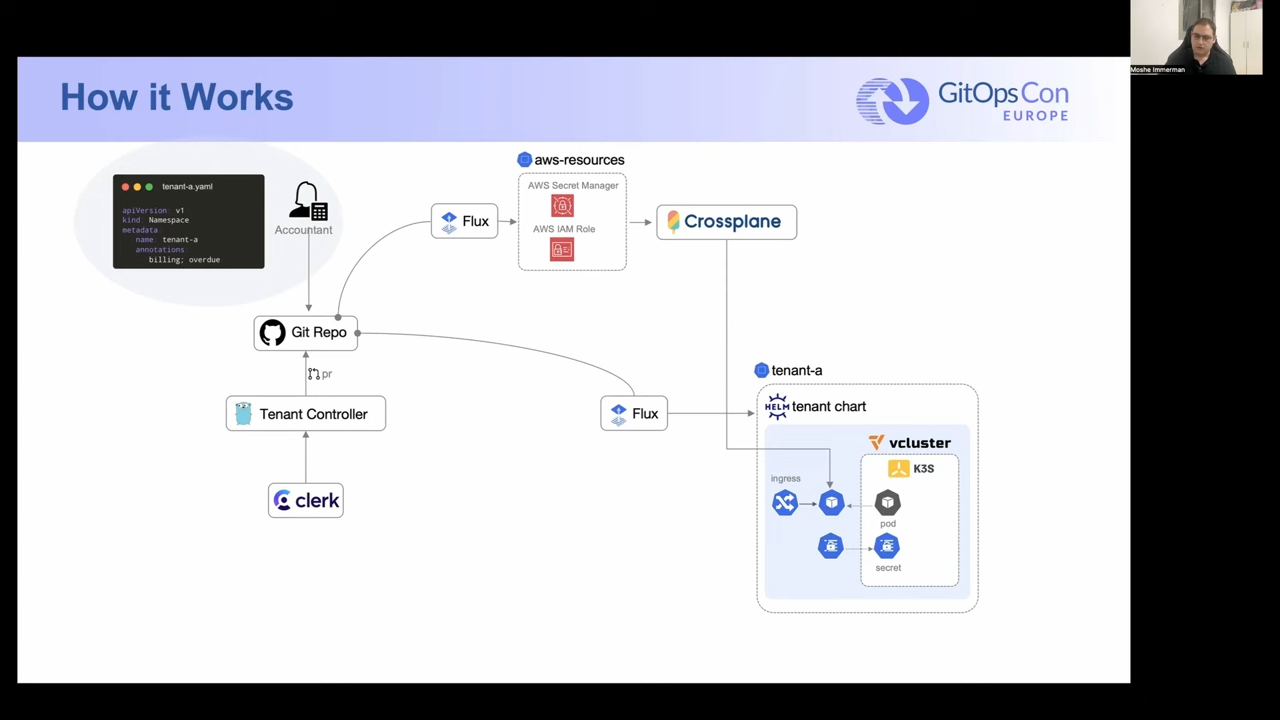 Moshe Immerman
How it Works
GitOpsCon
EUROPE
tenant-a.yaml
apiVersion: v1
kind: Namespace
metadata:
name: tenant-a
annotations:
billing; overdue
Accountant
Git Repo
pr
Tenant Controller
clerk
Flux
aws-resources
AWS Secret Manager
AWS IAM Role
Crossplane
Flux
tenant-a
HELM tenant chart
vcluster
K3S
ingress
pod
secret